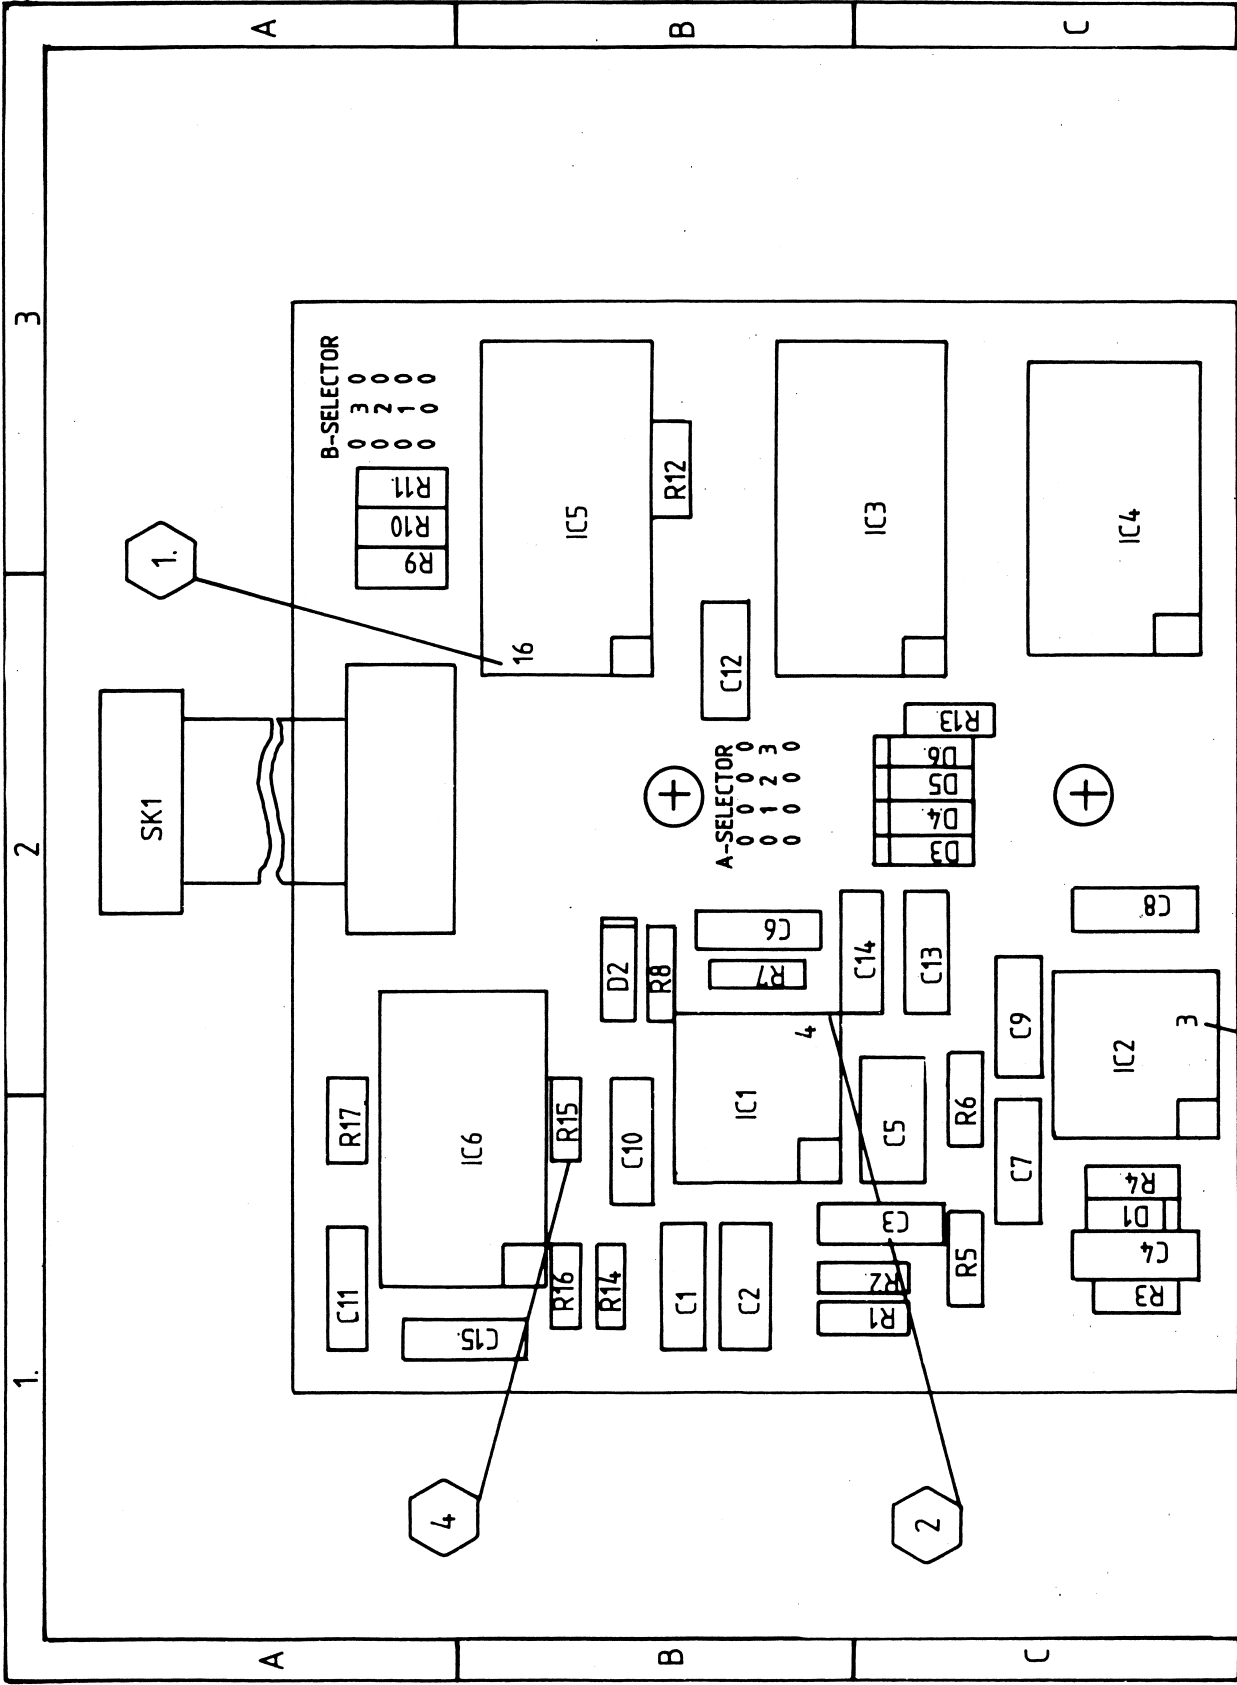 1.
2
3
A
B
C
A
B
C
SK1
1.
16
B-SELECTOR
0 3 0
0 2 0
0 1 0
0 0 0
R9
R10
R11
IC5
R12
C12
IC3
IC4
A-SELECTOR
0 0 0 0
0 1 2 3
0 0 0 0
R13
D6
D5
D4
D3
R17
C11
IC6
C15
R15
R16
R14
4
D2
R8
C10
C1
C2
IC1
4
R7
C6
C14
C13
C5
C3
R2
R1
2
R6
R5
C9
C7
C8
IC2
3
R4
D1
C4
R3